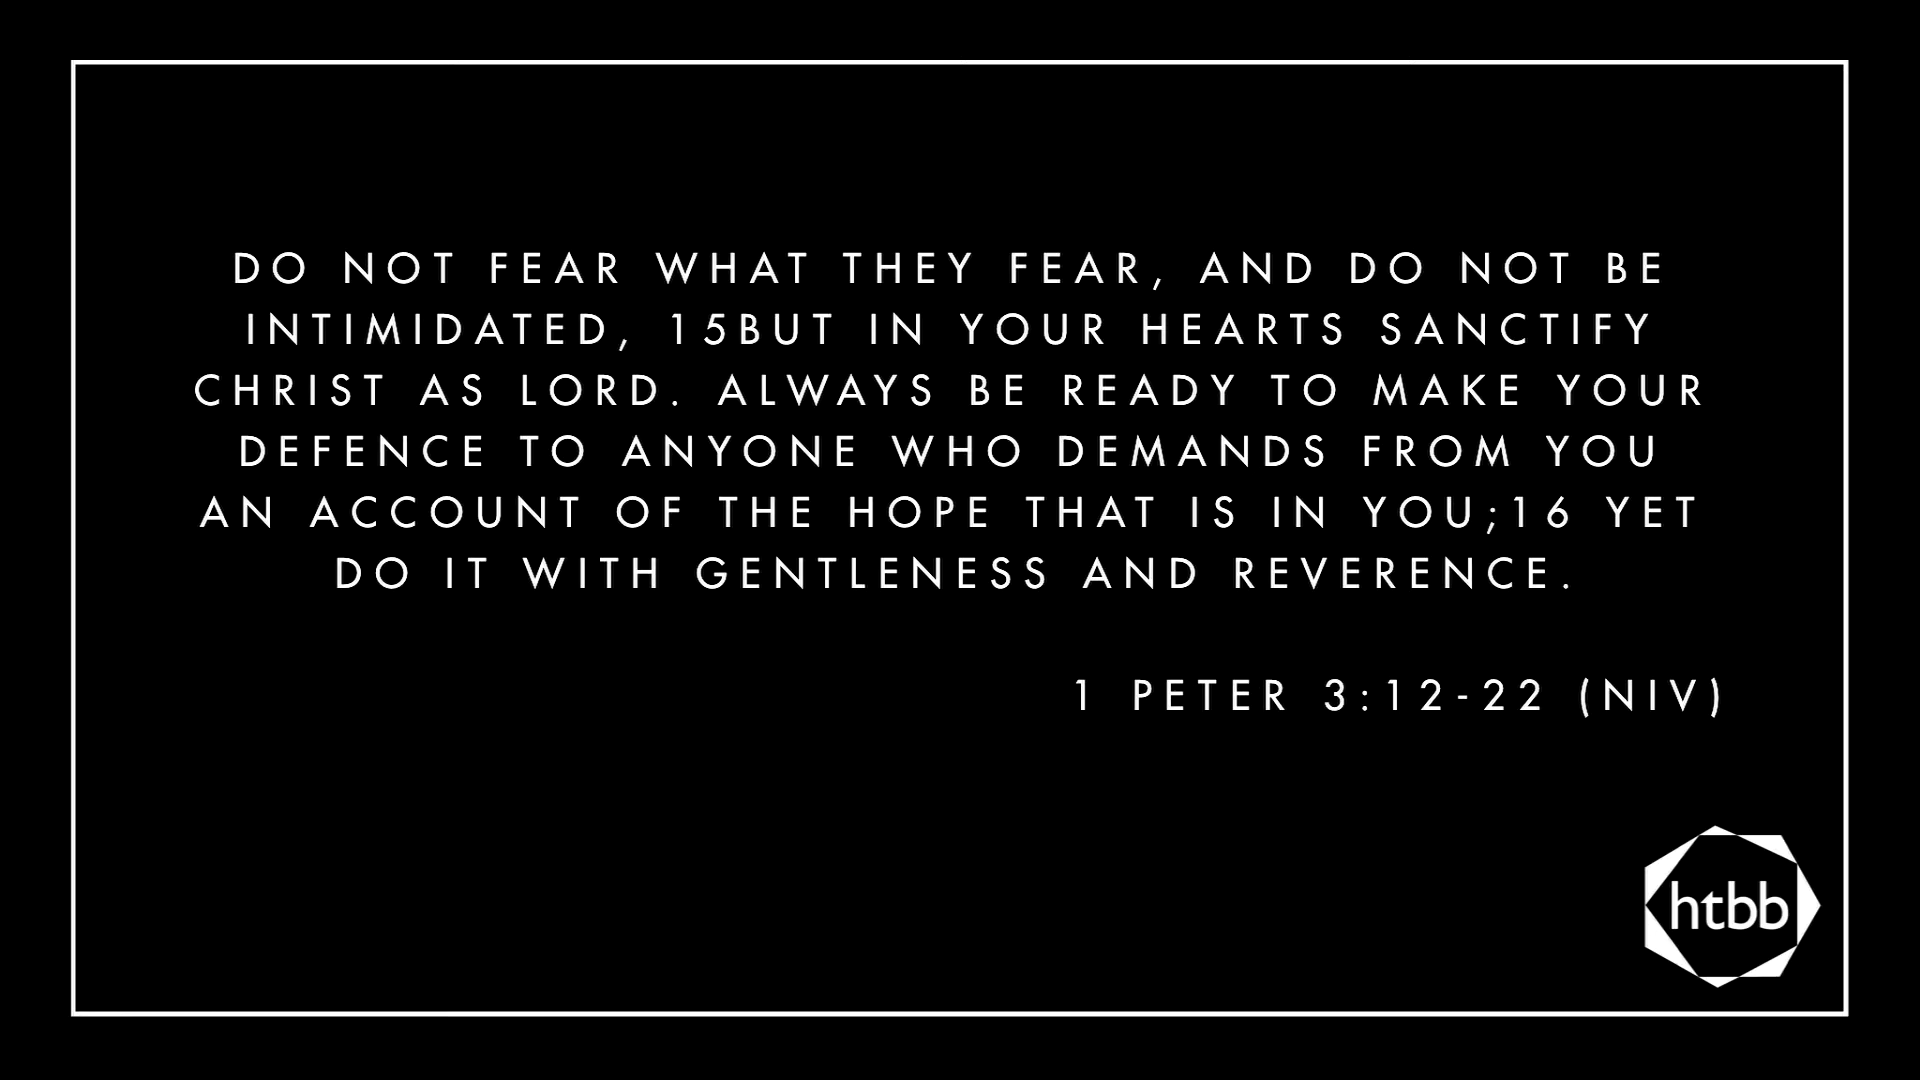 DO NOT FEAR WHAT THEY FEAR, AND DO NOT BE
INTIMIDATED, 15BUT IN YOUR HEARTS SANCTIFY
CHRIST AS LORD. ALWAYS BE READY TO MAKE YOUR
DEFENCE TO ANYONE WHO DEMANDS FROM YOU
AN ACCOUNT OF THE HOPE THAT IS IN YOU;16 YET
DO IT WITH GENTLENESS AND REVERENCE.
1 PETER 3:12-22 (NIV)
htbb